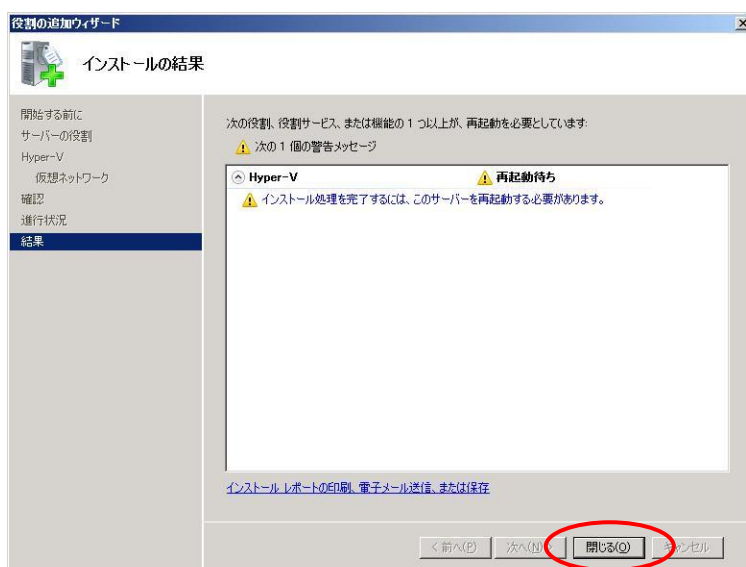 役割の追加ウィザード
インストールの結果
開始する前に
サーバーの役割
Hyper-V
仮想ネットワーク
確認
進行状況
結果
次の役割、役割サービス、または機能の 1 つ以上が、再起動を必要としています:
次の 1 個の警告メッセージ
Hyper-V 再起動待ち
インストール処理を完了するには、このサーバーを再起動する必要があります。
インストール レポートの印刷、電子メール送信、または保存
< 前へ(P) 次へ(N) > 閉じる(O) キャンセル